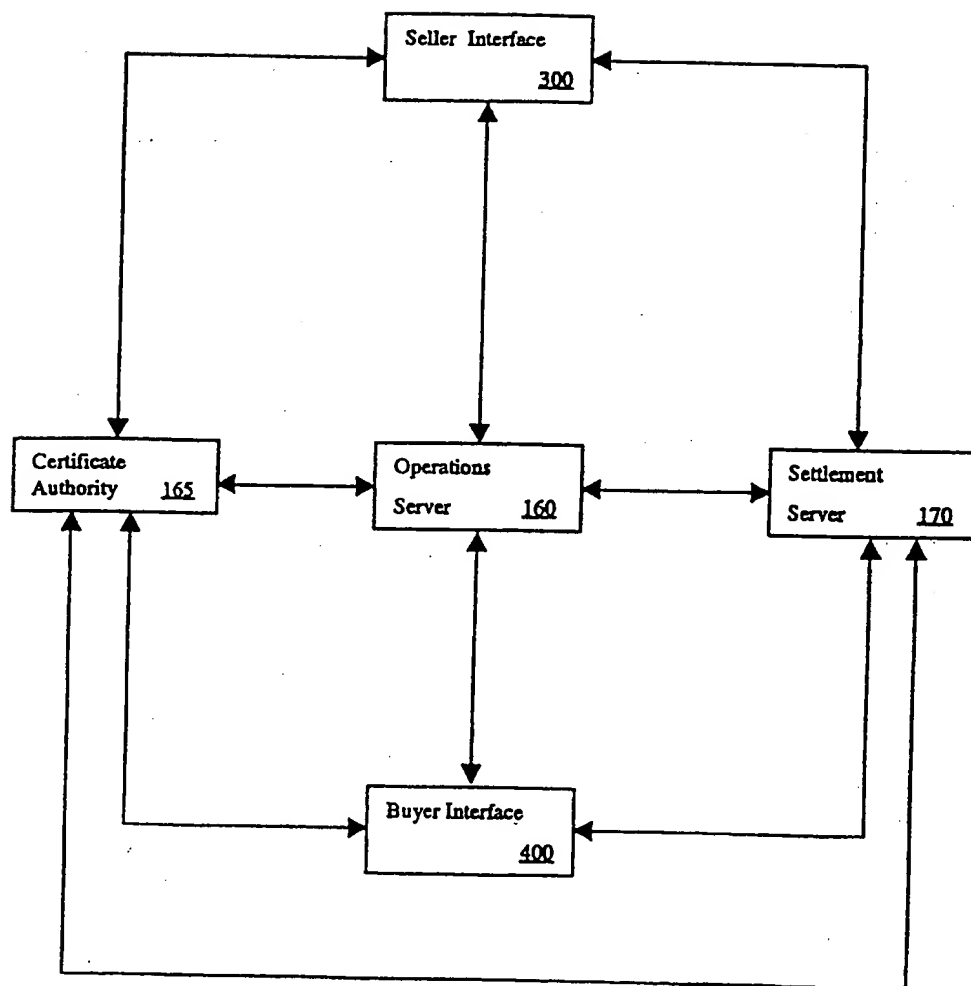 Seller Interface
300
Certificate
Authority 165
Operations
Server 160
Settlement
Server 170
Buyer Interface
400